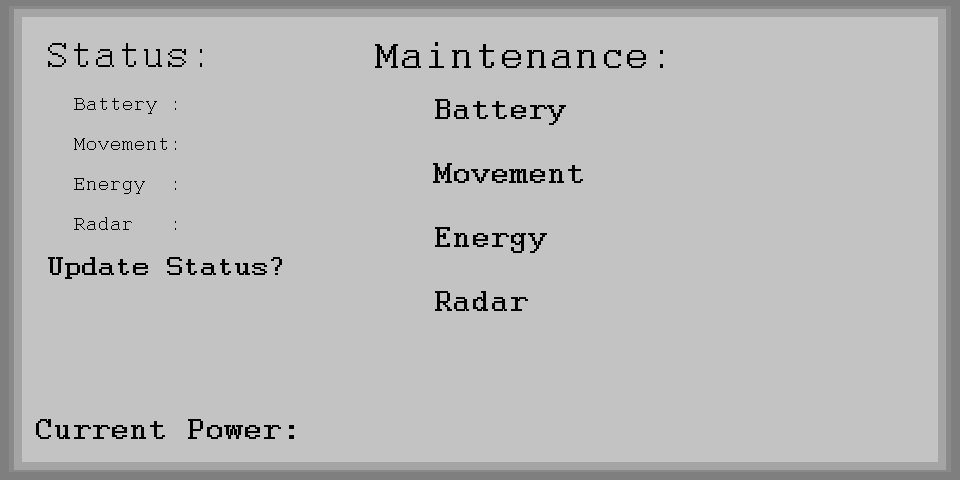 Status:
Battery :
Movement:
Energy  :
Radar   :
Update Status?
Maintenance:
Battery
Movement
Energy
Radar
Current Power: